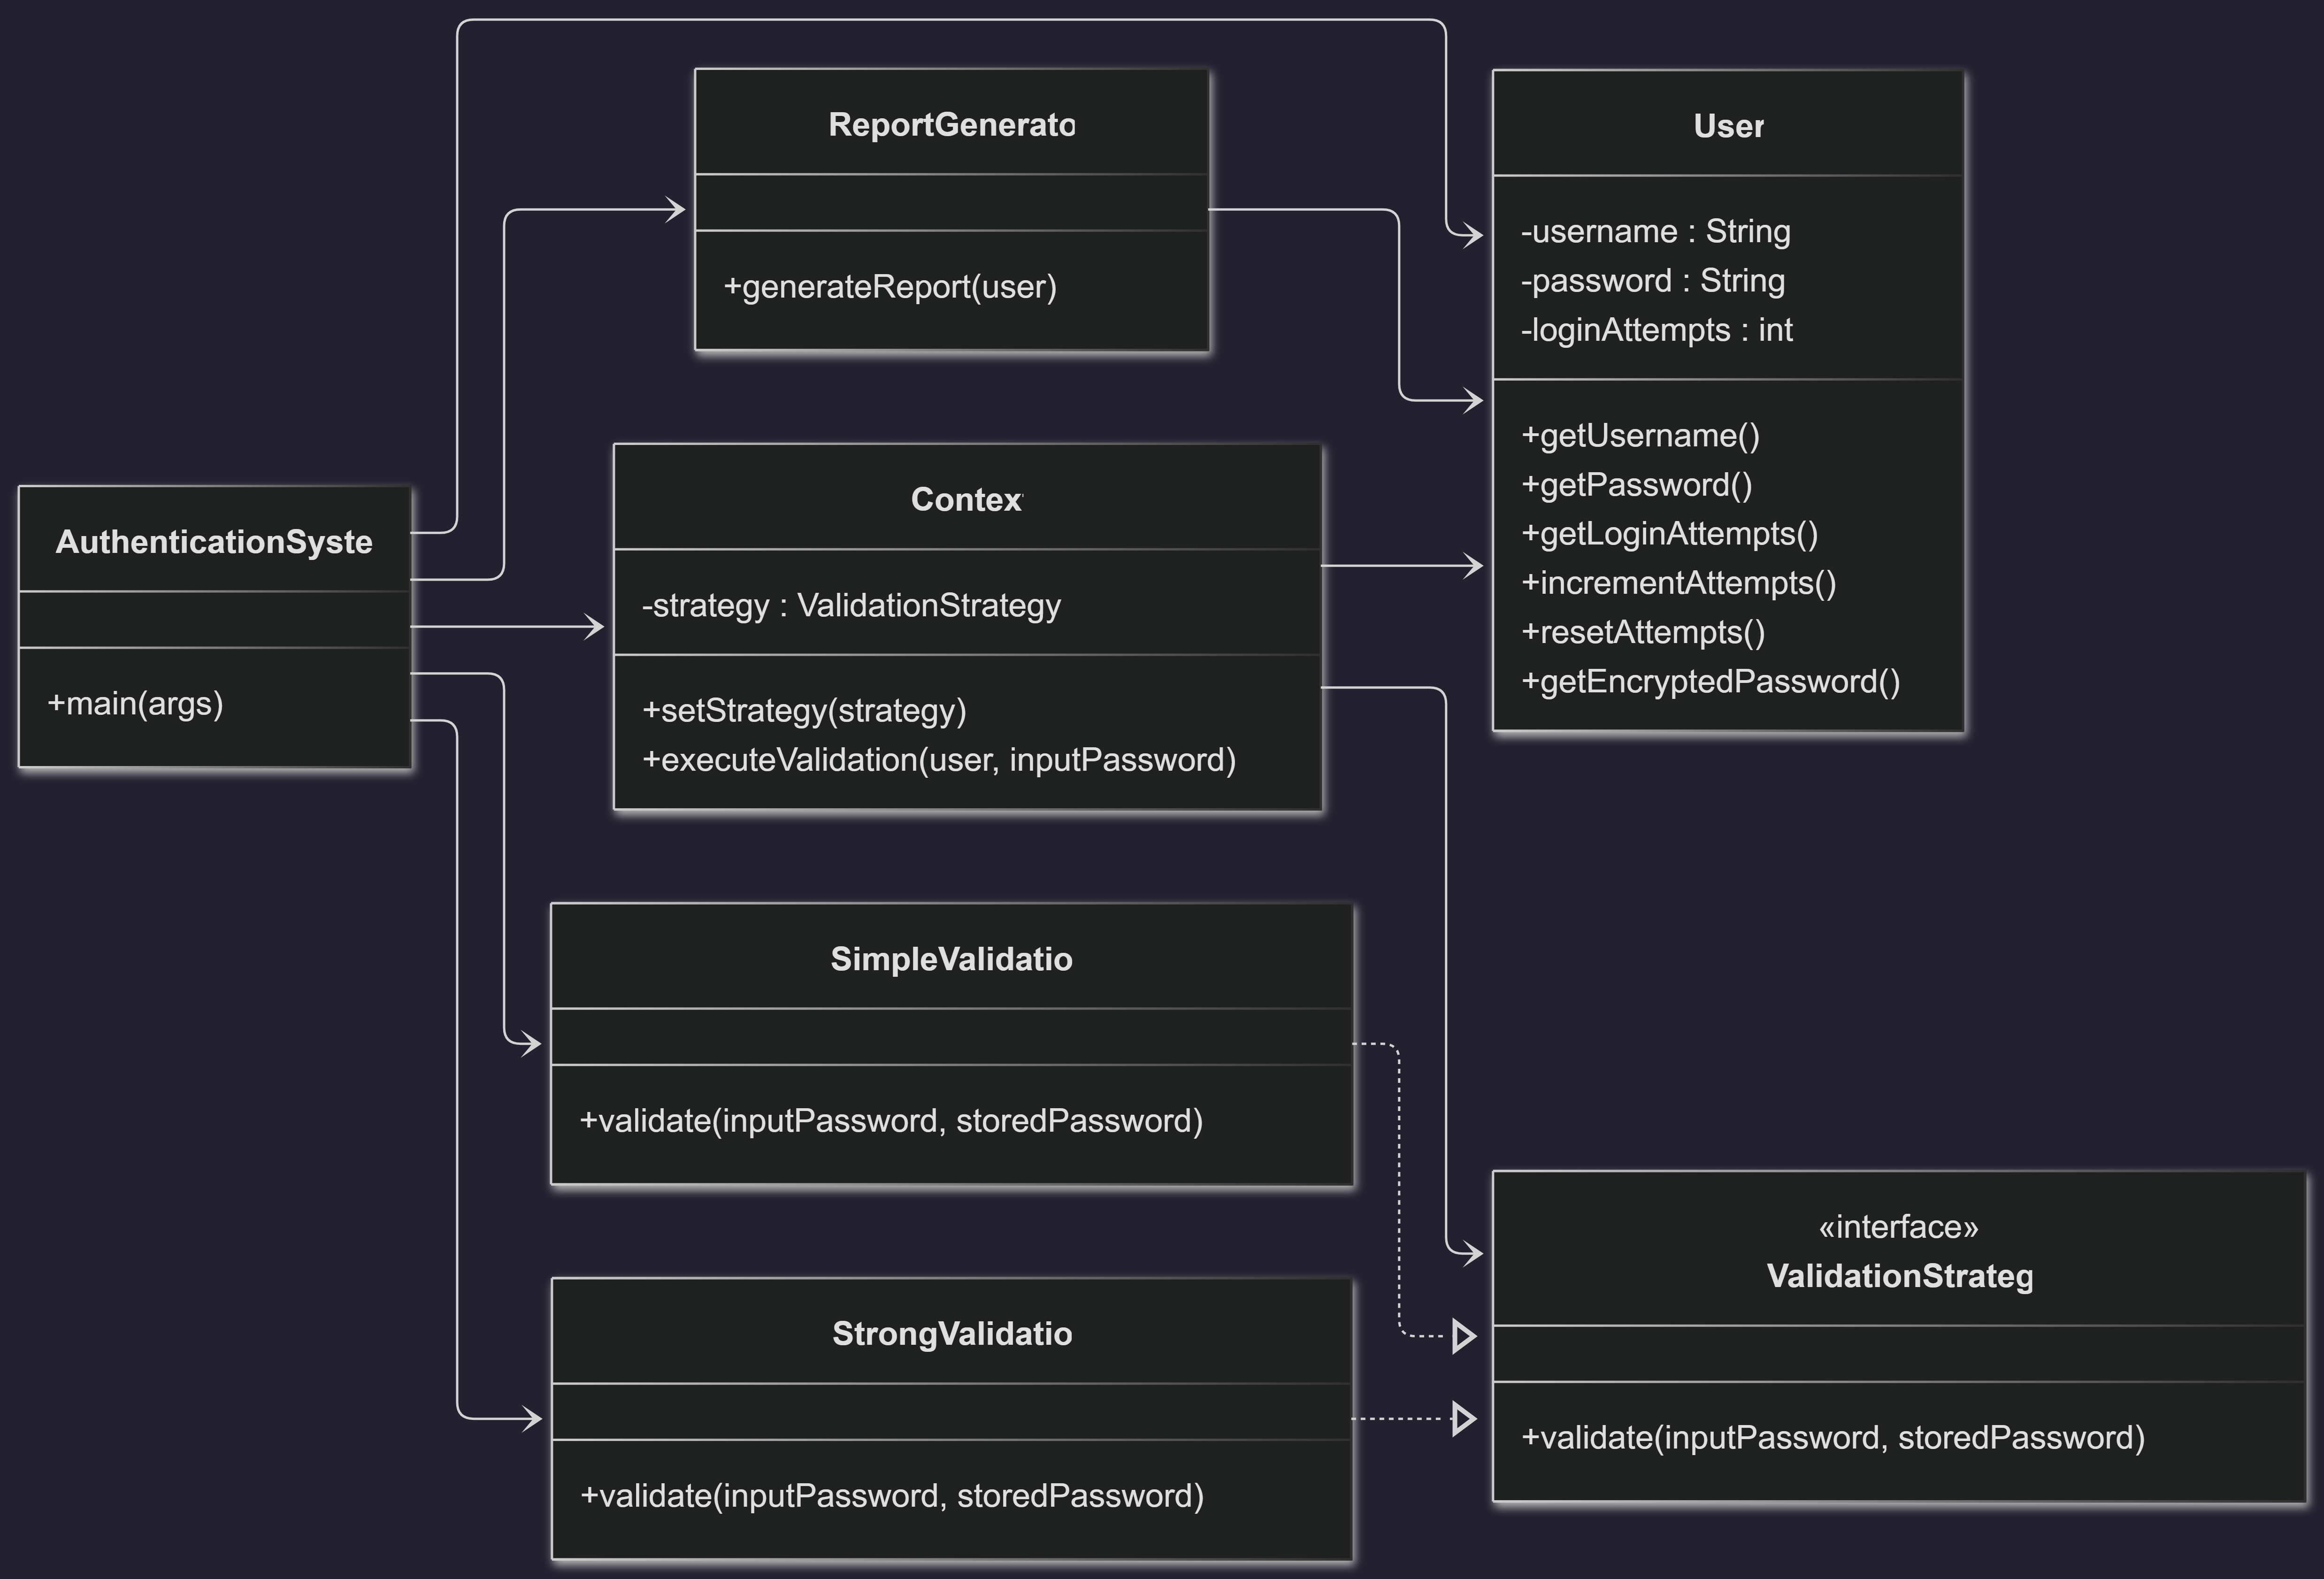 ReportGenerato
+generateReport(user)
User
-username : String
-password : String
-loginAttempts : int
+getUsername()
+getPassword()
+getLoginAttempts()
+incrementAttempts()
+resetAttempts()
+getEncryptedPassword()
AuthenticationSyste
+main(args)
Contex
-strategy : ValidationStrategy
+setStrategy(strategy)
+executeValidation(user, inputPassword)
SimpleValidatio
+validate(inputPassword, storedPassword)
StrongValidatio
+validate(inputPassword, storedPassword)
«interface»
ValidationStrateg
+validate(inputPassword, storedPassword)